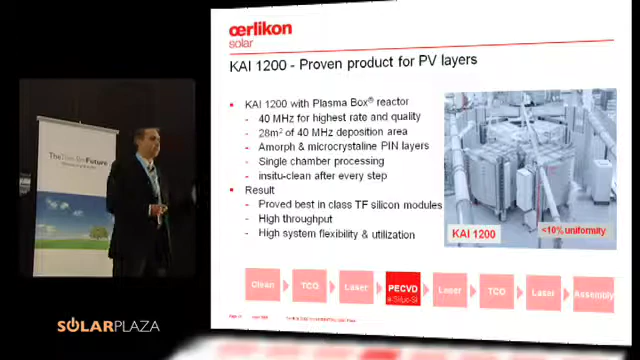 œrlikon
solar
KAI 1200 - Proven product for PV layers
KAI 1200 with Plasma Box® reactor
- 40 MHz for highest rate and quality
- 28m² of 40 MHz deposition area
- Amorph & microcrystaline PIN layers
- Single chamber processing
- insitu-clean after every step
Result
- Proved best in class TF silicon modules
- High throughput
- High system flexibility & utilization
KAI 1200
<10% uniformity
Clean
TCO
Laser
PECVD
Laser
TCO
Laser
Assembly
SOLARPLAZA